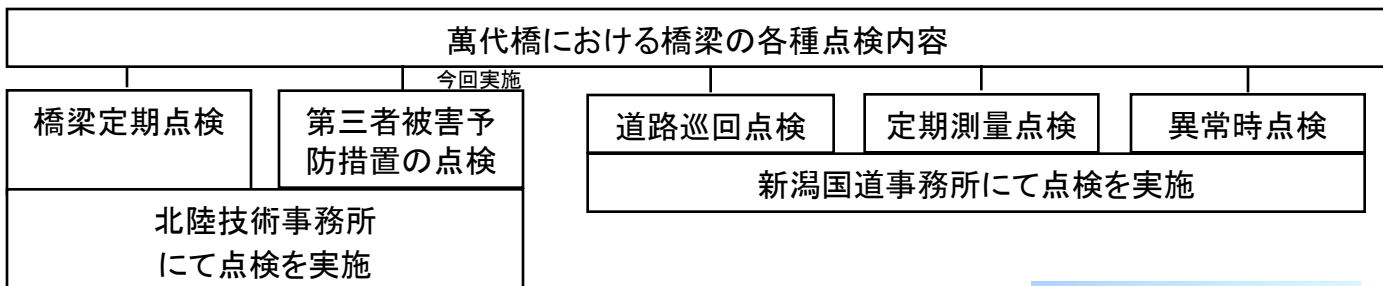 萬代橋における橋梁の各種点検内容
今回実施
橋梁定期点検
第三者被害予
防措置の点検
道路巡回点検
定期測量点検
異常時点検
北陸技術事務所
にて点検を実施
新潟国道事務所にて点検を実施